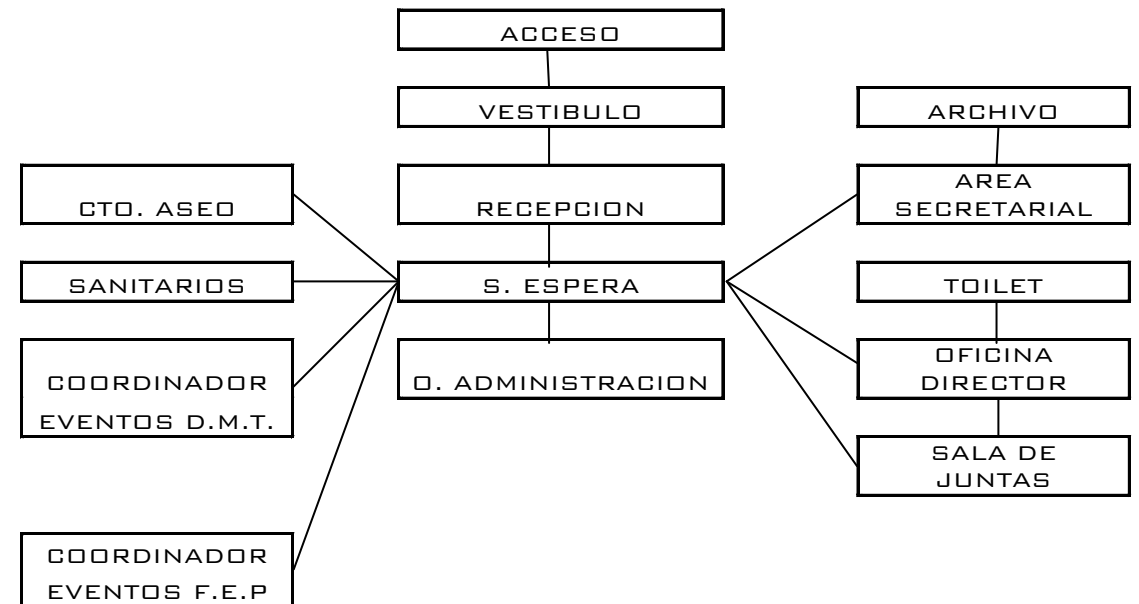 ACCESO
VESTIBULO
ARCHIVO
CTO. ASEO
RECEPCION
AREA
SECRETARIAL
SANITARIOS
S. ESPERA
TOILET
COORDINADOR
EVENTOS D.M.T.
O. ADMINISTRACION
OFICINA
DIRECTOR
SALA DE
JUNTAS
COORDINADOR
EVENTOS F.E.P